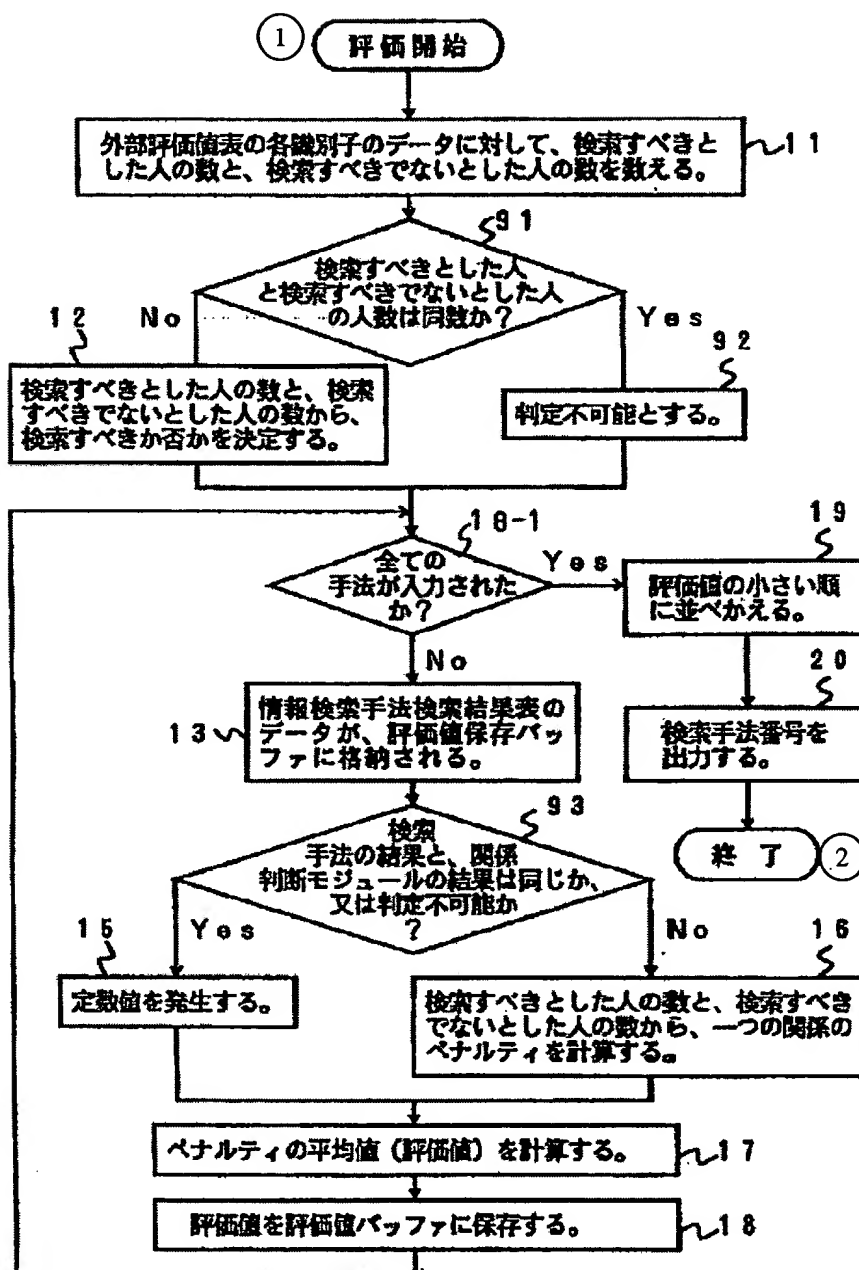 ①
評価開始
外部評価値表の各識別子のデータに対して、検索すべきと
した人の数と、検索すべきでないとした人の数を数える。
11
91
検索すべきとした人
と検索すべきでないとした人
の人数は同数か?
No
Yes
12
検索すべきとした人の数と、検索
すべきでないとした人の数から、
検索すべきか否かを決定する。
92
判定不可能とする。
18-1
全ての
手法が入力された
か?
Yes
No
19
評価値の小さい順
に並べかえる。
20
検索手法番号を
出力する。
終了
②
13
情報検索手法検索結果表の
データが、評価値保存バッ
ファに格納される。
93
検索
手法の結果と、関係
判断モジュールの結果は同じか、
又は判定不可能か
?
Yes
No
15
定数値を発生する。
16
検索すべきとした人の数と、検索すべき
でないとした人の数から、一つの関係の
ペナルティを計算する。
ペナルティの平均値(評価値)を計算する。
17
評価値を評価値バッファに保存する。
18